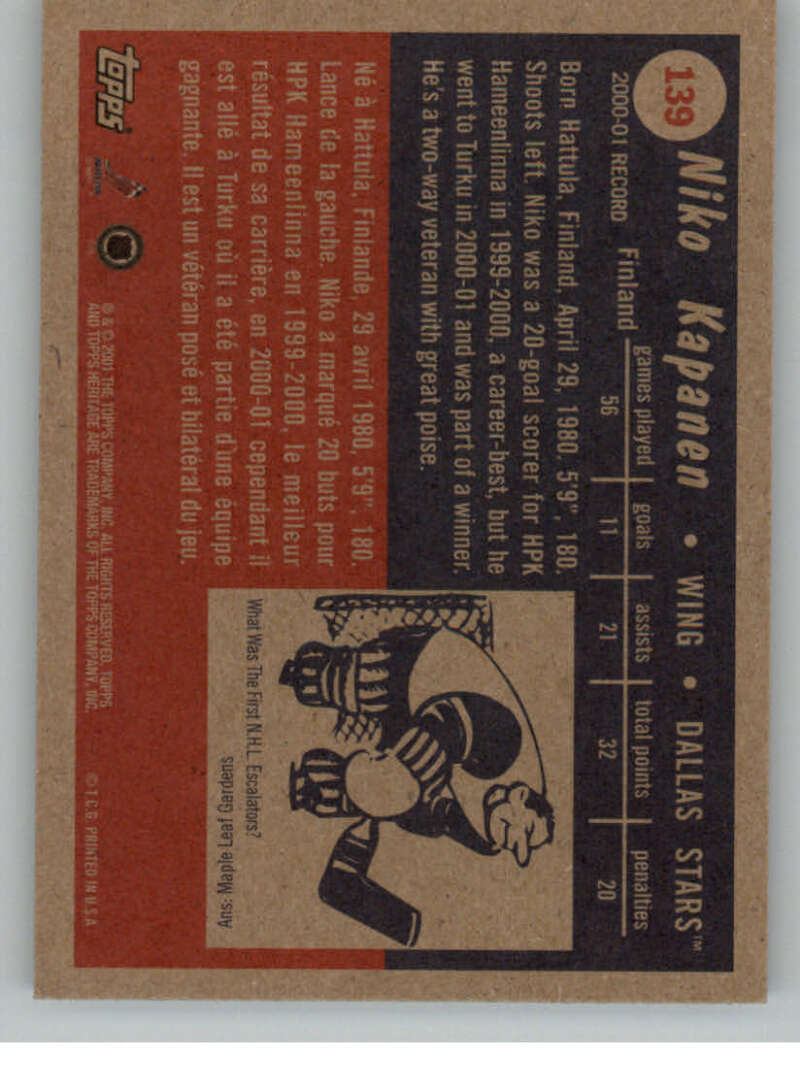 139
Niko Kapanen • WING • DALLAS STARS™
2000-01 RECORD
games played goals assists total points penalties
Finland 56 11 21 32 20
Born Hattula, Finland, April 29, 1980, 5'9", 180.
Shoots left. Niko was a 20-goal scorer for HPK
Hameenlinna in 1999-2000, a career-best, but he
went to Turku in 2000-01 and was part of a winner.
He's a two-way veteran with great poise.
Né à Hattula, Finlande, 29 avril 1980, 5'9", 180.
Lance de la gauche. Niko a marqué 20 buts pour
HPK Hameenlinna en 1999-2000, le meilleur
résultat de sa carrière, en 2000-01 cependant il
est allé à Turku où il a été partie d'une équipe
gagnante. Il est un vétéran posé et bilatéral du jeu.
What Was The First N.H.L. Escalators?
Ans: Maple Leaf Gardens
topps®
® & © 2001 THE TOPPS COMPANY, INC. ALL RIGHTS RESERVED. TOPPS
AND TOPPS HERITAGE ARE TRADEMARKS OF THE TOPPS COMPANY, INC.
© T.C.G. PRINTED IN U.S.A